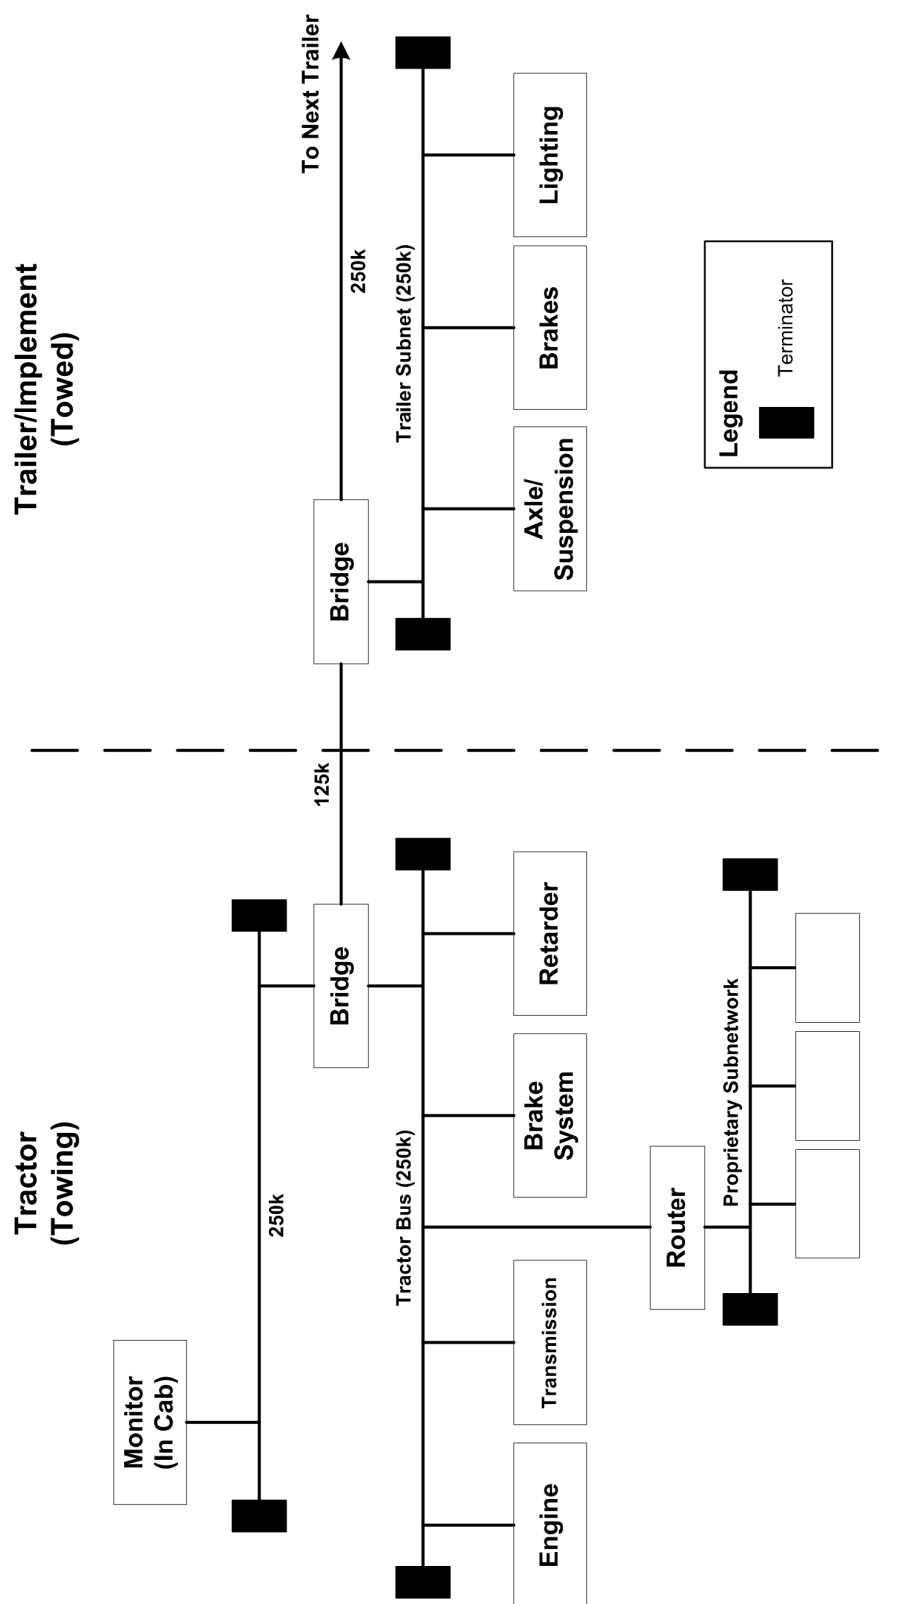 Tractor
(Towing)
Trailer/Implement
(Towed)
Monitor
(In Cab)
250k
Bridge
125k
Bridge
250k
To Next Trailer
Tractor Bus (250k)
Trailer Subnet (250k)
Engine
Transmission
Brake
System
Retarder
Axle/
Suspension
Brakes
Lighting
Router
Proprietary Subnetwork
Legend
Terminator